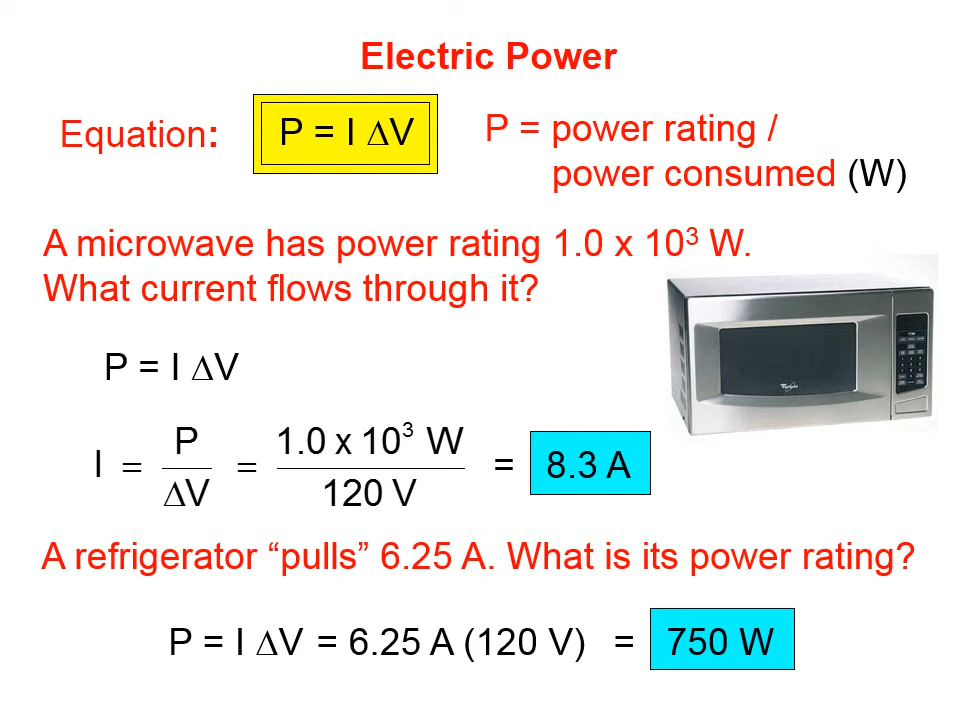 Electric Power
Equation:
P = I ΔV
P = power rating /
power consumed (W)
A microwave has power rating 1.0 x 10³ W.
What current flows through it?
P = I ΔV
I = P / ΔV = 1.0 x 10³ W / 120 V = 8.3 A
Whirlpool
A refrigerator “pulls” 6.25 A. What is its power rating?
P = I ΔV = 6.25 A (120 V) = 750 W